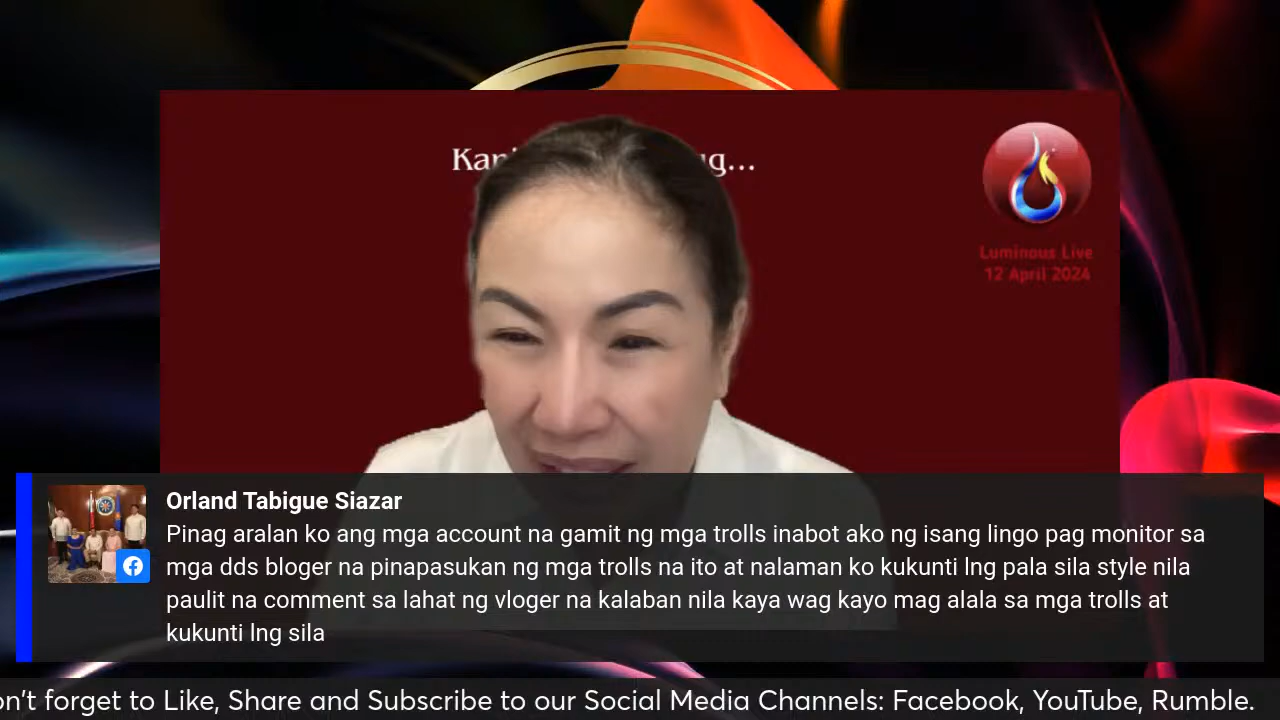 Luminous Live
12 April 2024
Orland Tabigue Siazar
Pinag aralan ko ang mga account na gamit ng mga trolls inabot ako ng isang lingo pag monitor sa
mga dds bloger na pinapasukan ng mga trolls na ito at nalaman ko kukunti lng pala sila style nila
paulit na comment sa lahat ng vloger na kalaban nila kaya wag kayo mag alala sa mga trolls at
kukunti lng sila
on't forget to Like, Share and Subscribe to our Social Media Channels: Facebook, YouTube, Rumble.